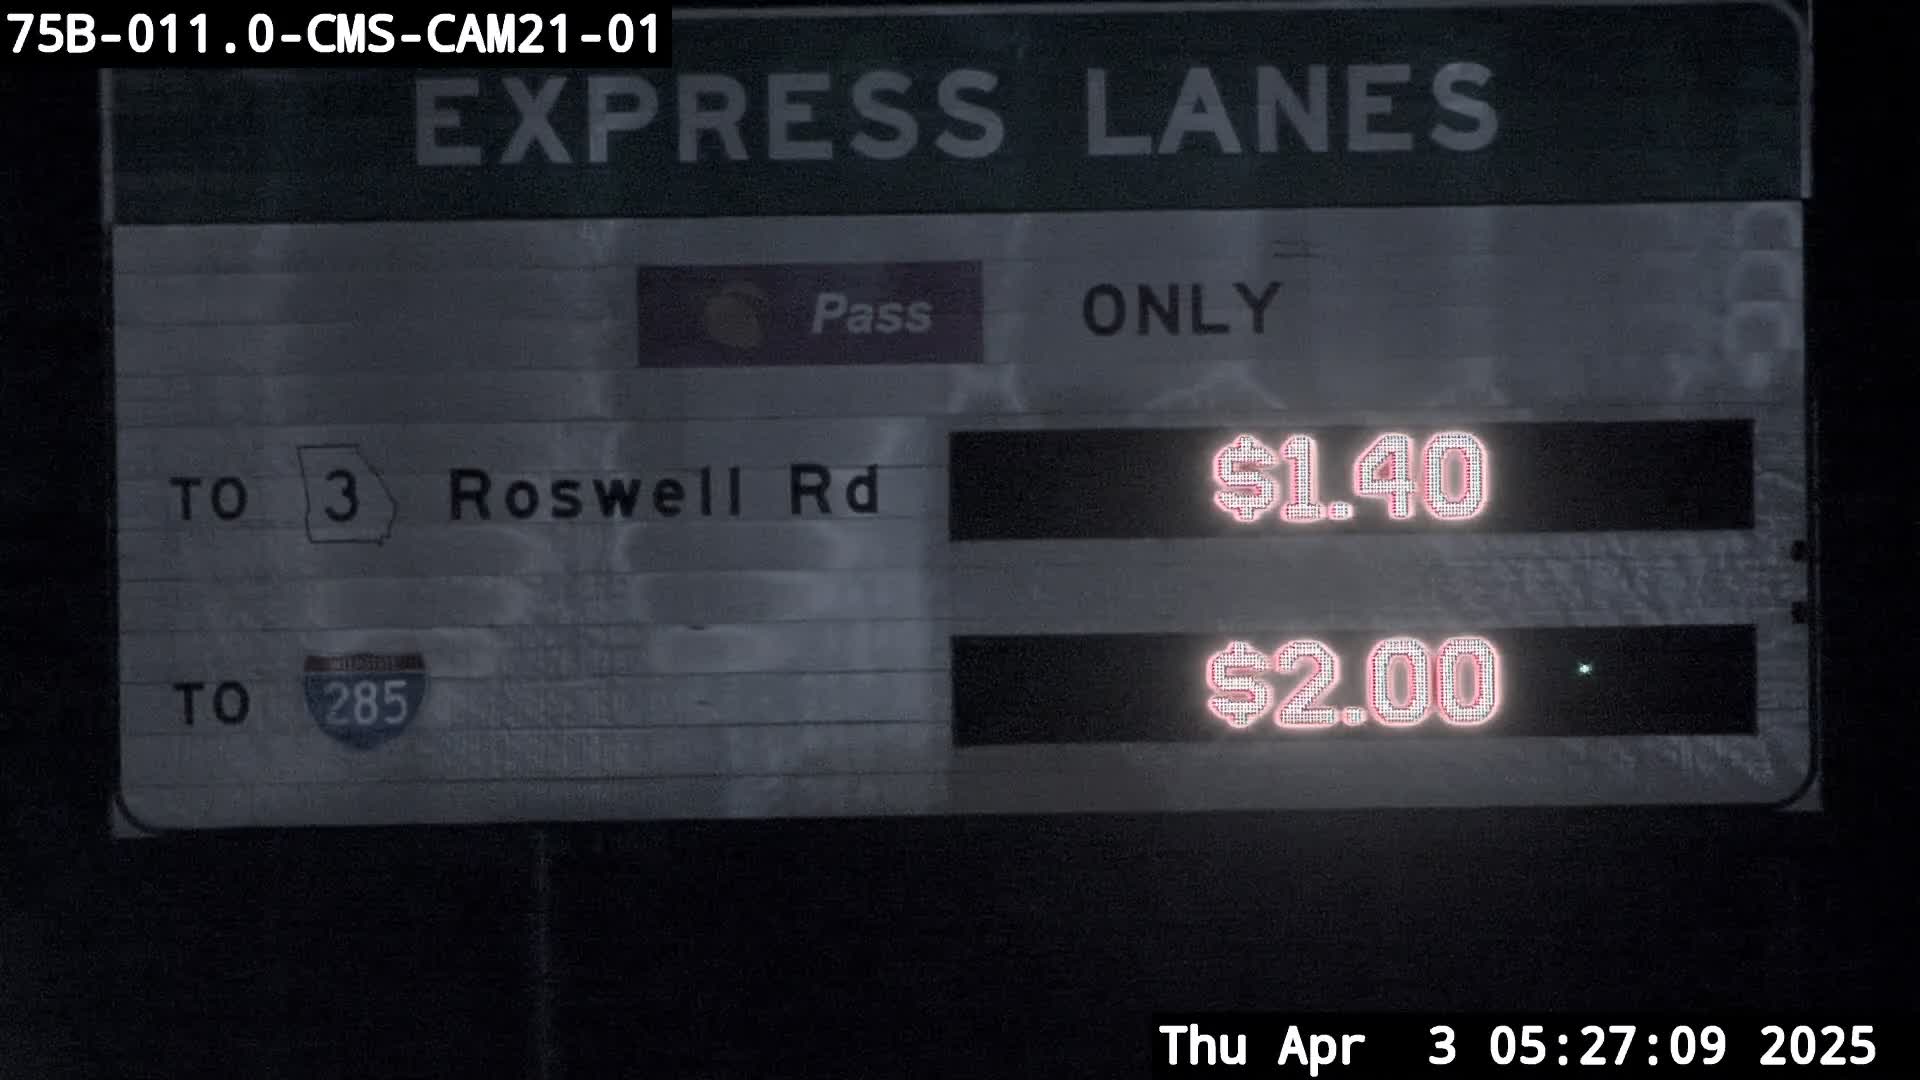 75B-011.0-CMS-CAM21-01
EXPRESS LANES
Pass ONLY
TO 3 Roswell Rd $1.40
TO 285 $2.00
Thu Apr 3 05:27:09 2025